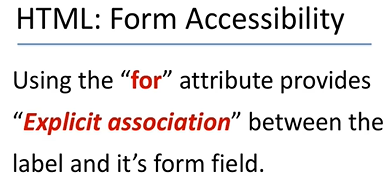 HTML: Form Accessibility
Using the “for” attribute provides
“Explicit association” between the
label and it’s form field.